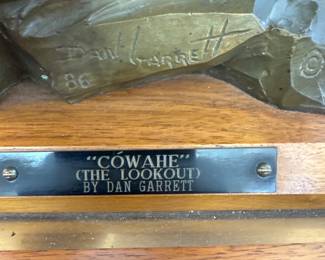 DAN GARRETT
86 ©
"CÓWAHE"
(THE LOOKOUT)
BY DAN GARRETT